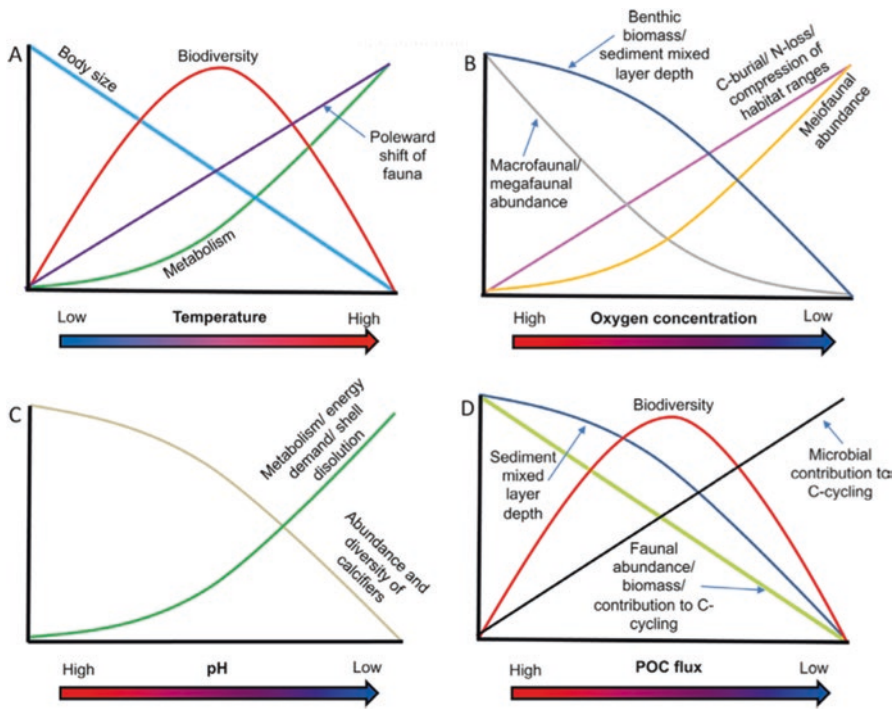 A
Body size
Biodiversity
Poleward
shift of
fauna
Metabolism
Low
Temperature
High
B
Benthic
biomass/
sediment mixed
layer depth
C-burial/ N-loss/
compression of
habitat ranges
Meiofaunal
abundance
Macrofaunal/
megafaunal
abundance
High
Oxygen concentration
Low
C
Metabolism/ energy
demand/ shell
disolution
Abundance and
diversity of
calcifiers
High
pH
Low
D
Biodiversity
Sediment
mixed
layer
depth
Microbial
contribution to
C-cycling
Faunal
abundance/
biomass/
contribution to C-
cycling
High
POC flux
Low